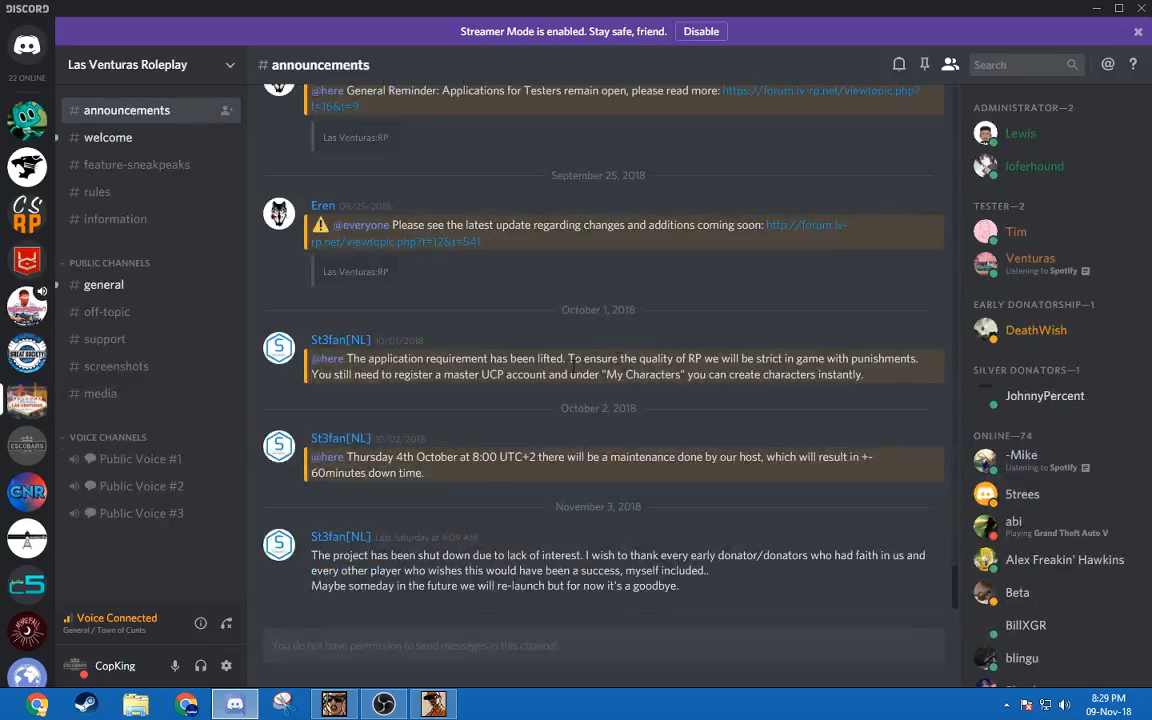 DISCORD
Streamer Mode is enabled. Stay safe, friend. Disable
22 ONLINE
Las Venturas Roleplay
# announcements
Search
# announcements
# welcome
# feature-sneakpeaks
# rules
# information
PUBLIC CHANNELS
# general
# off-topic
# support
# screenshots
# media
VOICE CHANNELS
Public Voice #1
Public Voice #2
Public Voice #3
Voice Connected
General / Town of Cunts
CopKing
CS
RP
GREAT SOCIETY
ESCOBARS
GNR
C5
@here General Reminder: Applications for Testers remain open, please read more: https://forum.lv-rp.net/viewtopic.php?
f=16&t=9
Las Venturas:RP
September 25, 2018
Eren 09/25/2018
@everyone Please see the latest update regarding changes and additions coming soon: http://forum.lv-
rp.net/viewtopic.php?f=12&t=541
Las Venturas:RP
October 1, 2018
St3fan[NL] 10/01/2018
@here The application requirement has been lifted. To ensure the quality of RP we will be strict in game with punishments.
You still need to register a master UCP account and under "My Characters" you can create characters instantly.
October 2, 2018
St3fan[NL] 10/02/2018
@here Thursday 4th October at 8:00 UTC+2 there will be a maintenance done by our host, which will result in +-
60minutes down time.
November 3, 2018
St3fan[NL] Last Saturday at 4:09 AM
The project has been shut down due to lack of interest. I wish to thank every early donator/donators who had faith in us and
every other player who wishes this would have been a success, myself included..
Maybe someday in the future we will re-launch but for now it's a goodbye.
You do not have permission to send messages in this channel.
ADMINISTRATOR—2
Lewis
loferhound
TESTER—2
Tim
Venturas
Listening to Spotify
EARLY DONATORSHIP—1
DeathWish
SILVER DONATORS—1
JohnnyPercent
ONLINE—74
-Mike
Listening to Spotify
5trees
abi
Playing Grand Theft Auto V
Alex Freakin' Hawkins
Beta
BillXGR
blingu
8:29 PM
09-Nov-18